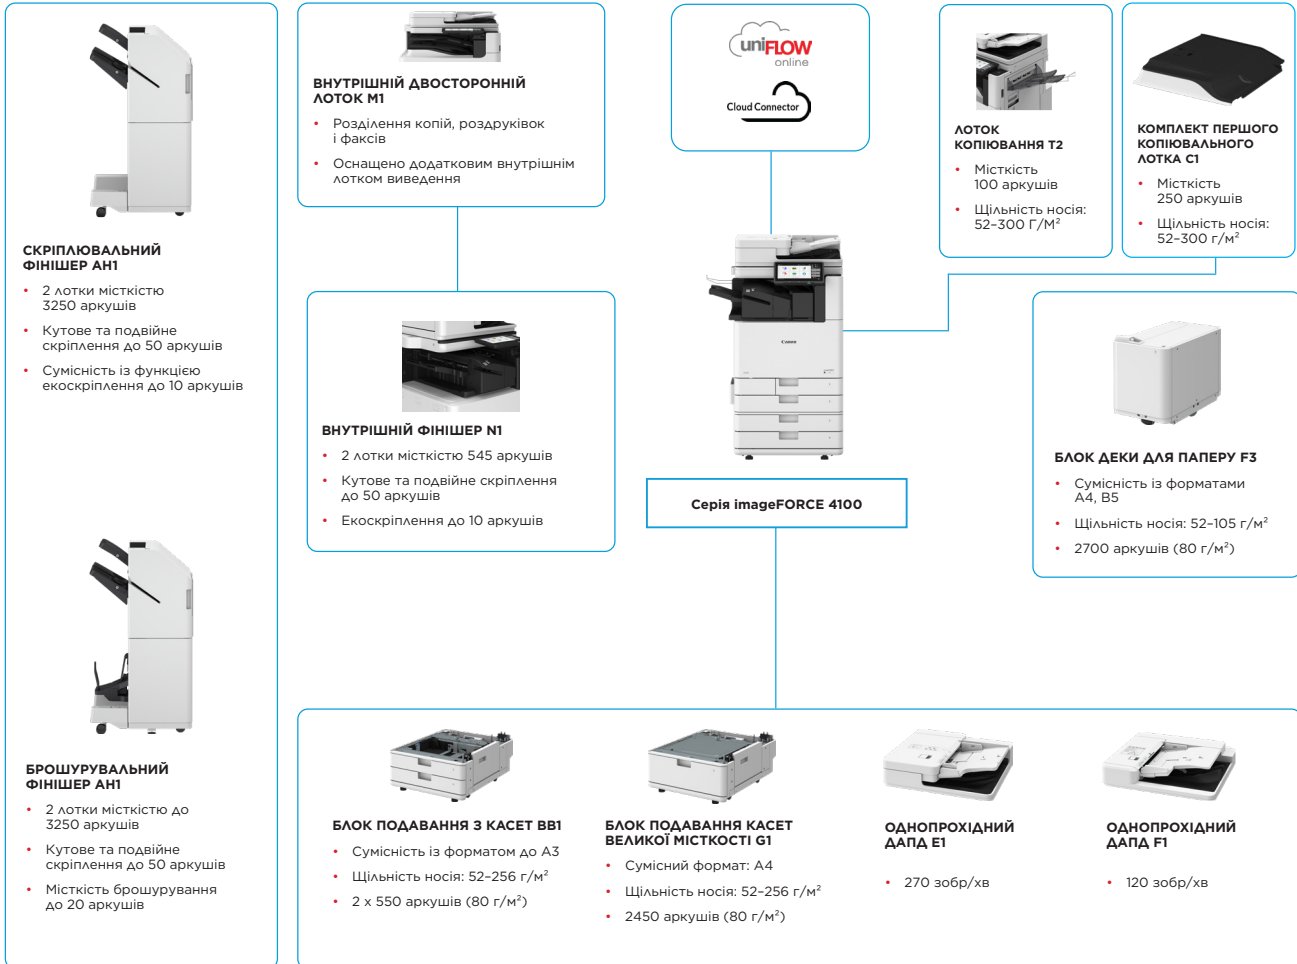 СКРІПЛЮВАЛЬНИЙ
ФІНІШЕР AH1
• 2 лотки місткістю
3250 аркушів
• Кутове та подвійне
скріплення до 50 аркушів
• Сумісність із функцією
екоскріплення до 10 аркушів
БРОШУРУВАЛЬНИЙ
ФІНІШЕР AH1
• 2 лотки місткістю до
3250 аркушів
• Кутове та подвійне
скріплення до 50 аркушів
• Місткість брошурування
до 20 аркушів
ВНУТРІШНІЙ ДВОСТОРОННІЙ
ЛОТОК M1
• Розділення копій, роздруківок
і факсів
• Оснащено додатковим внутрішнім
лотком виведення
ВНУТРІШНІЙ ФІНІШЕР N1
• 2 лотки місткістю 545 аркушів
• Кутове та подвійне скріплення
до 50 аркушів
• Екоскріплення до 10 аркушів
uniFLOW
online
Cloud Connector
Canon
Серія imageFORCE 4100
ЛОТОК
КОПІЮВАННЯ T2
• Місткість
100 аркушів
• Щільність носія:
52–300 Г/М²
КОМПЛЕКТ ПЕРШОГО
КОПІЮВАЛЬНОГО
ЛОТКА C1
• Місткість
250 аркушів
• Щільність носія:
52–300 г/м²
БЛОК ДЕКИ ДЛЯ ПАПЕРУ F3
• Сумісність із форматами
A4, B5
• Щільність носія: 52–105 г/м²
• 2700 аркушів (80 г/м²)
БЛОК ПОДАВАННЯ З КАСЕТ BB1
• Сумісність із форматом до A3
• Щільність носія: 52–256 г/м²
• 2 x 550 аркушів (80 г/м²)
БЛОК ПОДАВАННЯ КАСЕТ
ВЕЛИКОЇ МІСТКОСТІ G1
• Сумісний формат: A4
• Щільність носія: 52–256 г/м²
• 2450 аркушів (80 г/м²)
ОДНОПРОХІДНИЙ
ДАПД E1
• 270 зобр/хв
ОДНОПРОХІДНИЙ
ДАПД F1
• 120 зобр/хв